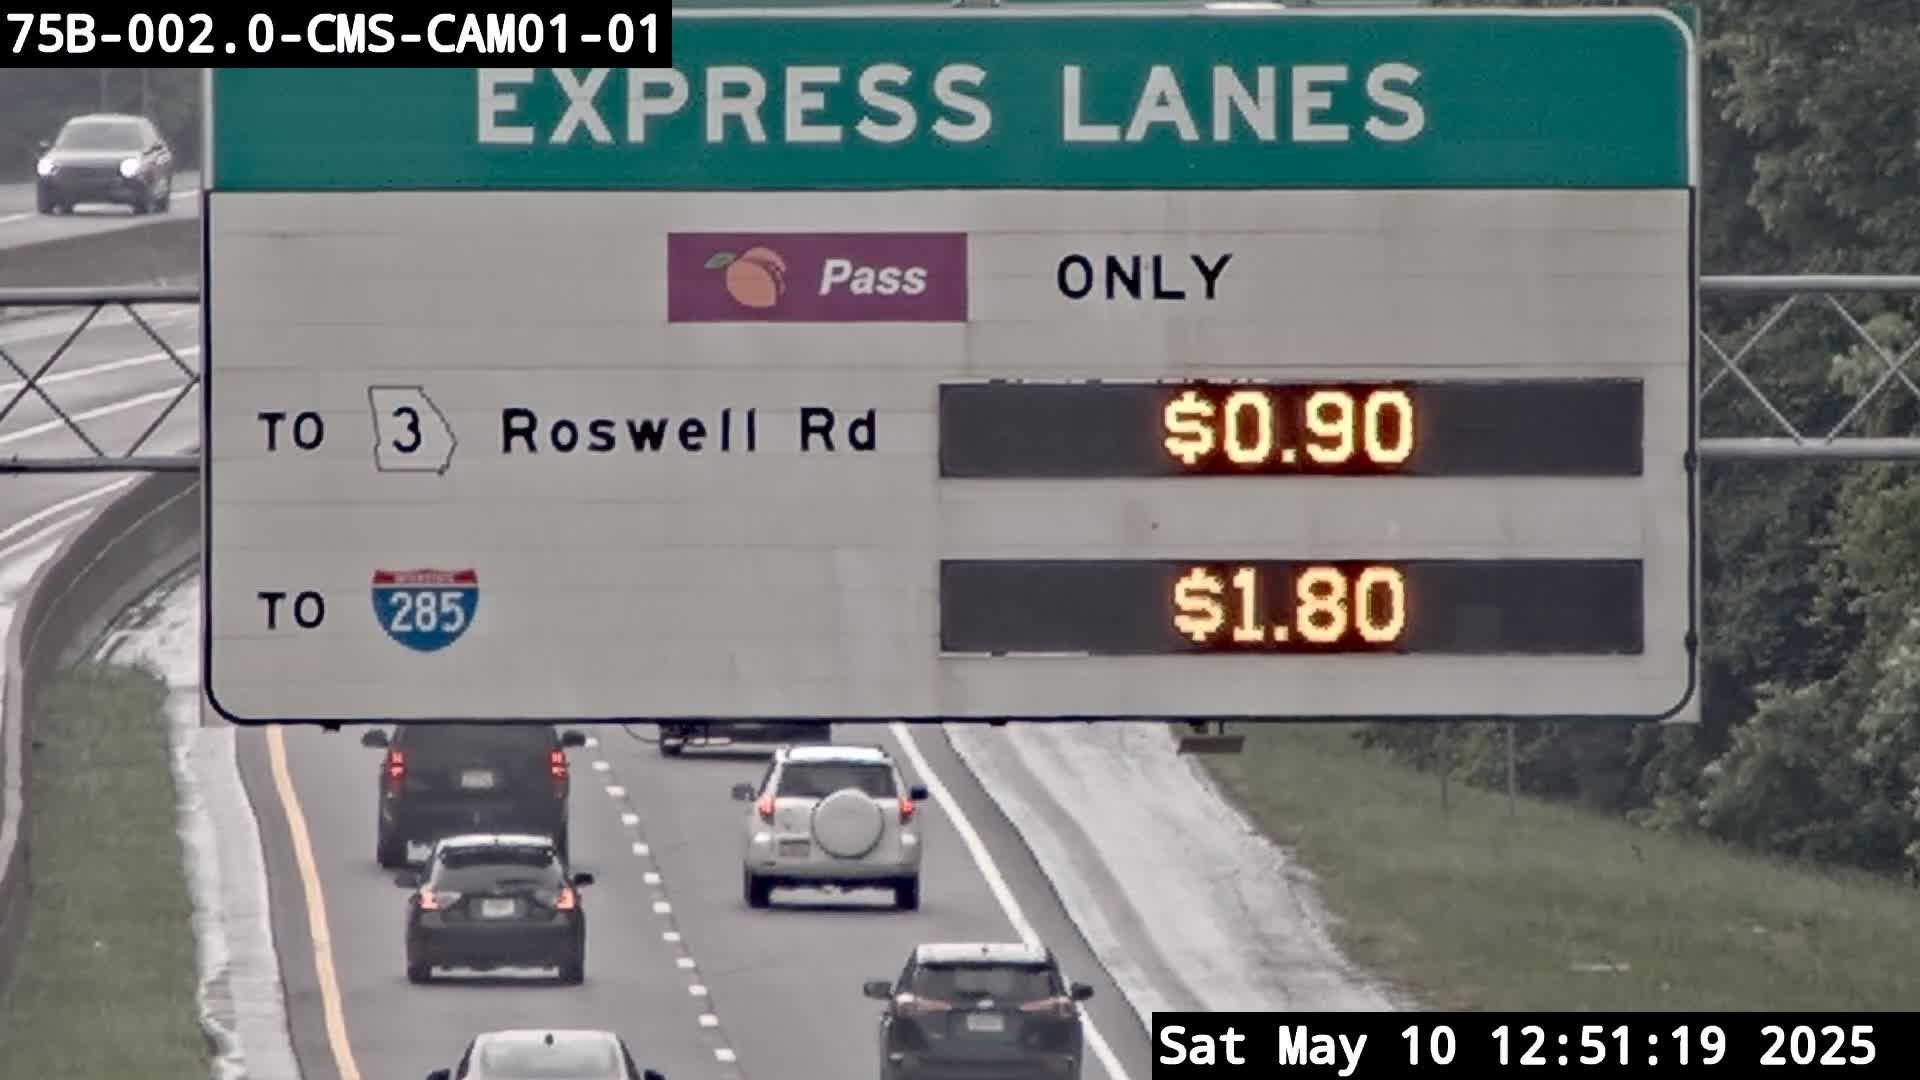 75B-002.0-CMS-CAM01-01
EXPRESS LANES
Pass ONLY
TO 3 Roswell Rd $0.90
TO 285 $1.80
Sat May 10 12:51:19 2025